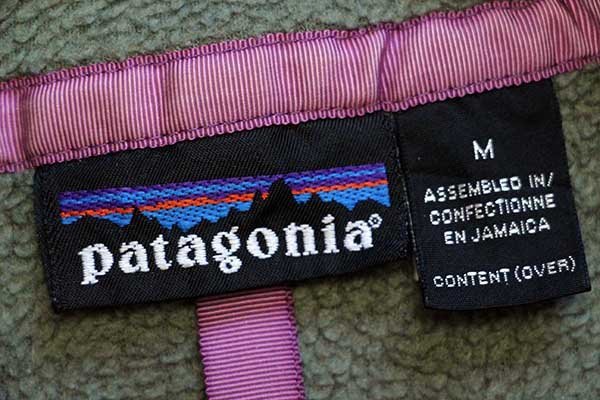 patagonia®
M
ASSEMBLED IN/
CONFECTIONNE
EN JAMAICA
CONTENT (OVER)